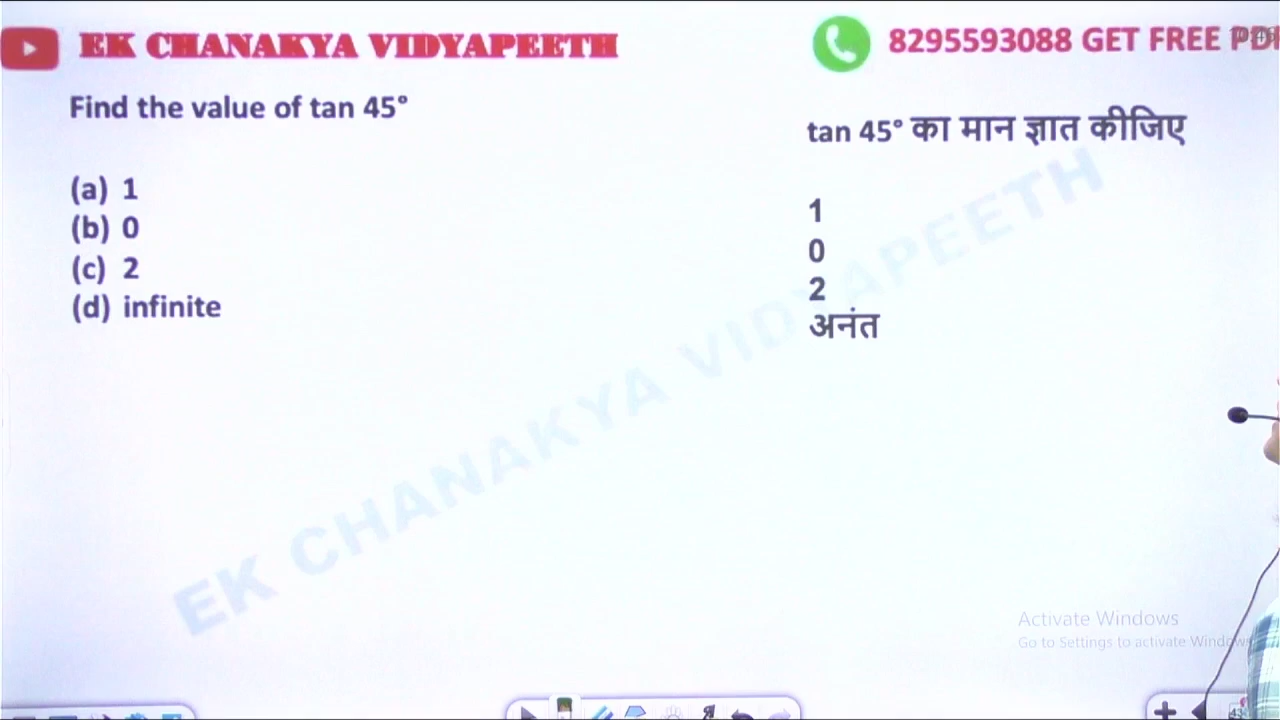 EK CHANAKYA VIDYAPEETH
8295593088 GET FREE
Find the value of tan 45°
(a) 1
(b) 0
(c) 2
(d) infinite
tan 45° का मान ज्ञात कीजिए
1
0
2
अनंत
EK CHANAKYA VIDYAPEETH
Activate Windows
Go to Settings to activate Windows